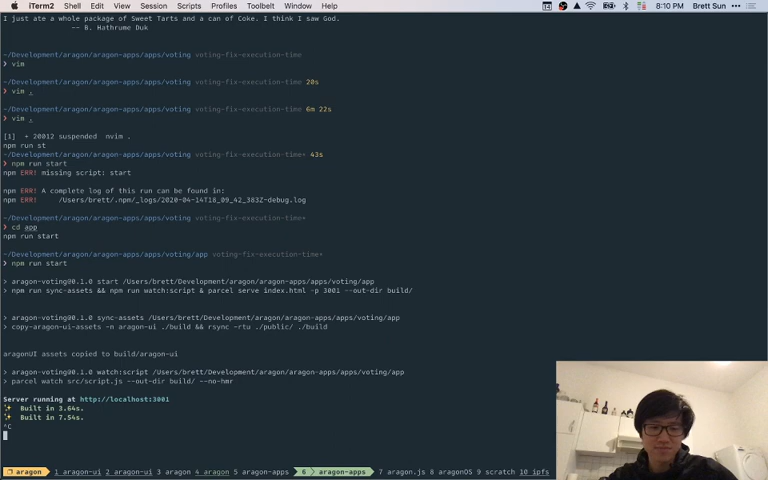 iTerm2 Shell Edit View Session Scripts Profiles Toolbelt Window Help 8:10 PM Brett Sun
I just ate a whole package of Sweet Tarts and a can of Coke. I think I saw God.
-- B. Hathrume Duk
~/Development/aragon/aragon-apps/apps/voting voting-fix-execution-time
❯ vim
~/Development/aragon/aragon-apps/apps/voting voting-fix-execution-time 20s
❯ vim .
~/Development/aragon/aragon-apps/apps/voting voting-fix-execution-time 6m 22s
❯ vim .
[1] + 20012 suspended nvim .
npm run st
~/Development/aragon/aragon-apps/apps/voting voting-fix-execution-time* 43s
❯ npm run start
npm ERR! missing script: start
npm ERR! A complete log of this run can be found in:
npm ERR! /Users/brett/.npm/_logs/2020-04-14T18_09_42_383Z-debug.log
~/Development/aragon/aragon-apps/apps/voting voting-fix-execution-time*
❯ cd app
npm run start
~/Development/aragon/aragon-apps/apps/voting/app voting-fix-execution-time*
❯ npm run start
> aragon-voting@0.1.0 start /Users/brett/Development/aragon/aragon-apps/apps/voting/app
> npm run sync-assets && npm run watch:script & parcel serve index.html -p 3001 --out-dir build/
> aragon-voting@0.1.0 sync-assets /Users/brett/Development/aragon/aragon-apps/apps/voting/app
> copy-aragon-ui-assets -n aragon-ui ./build && rsync -rtu ./public/ ./build
aragonUI assets copied to build/aragon-ui
> aragon-voting@0.1.0 watch:script /Users/brett/Development/aragon/aragon-apps/apps/voting/app
> parcel watch src/script.js --out-dir build/ --no-hmr
Server running at http://localhost:3001
✨ Built in 3.64s.
✨ Built in 7.54s.
^C
aragon 1 aragon-ui 2 aragon-ui 3 aragon 4 aragon 5 aragon-apps 6 aragon-apps 7 aragon.js 8 aragonOS 9 scratch 10 ipfs